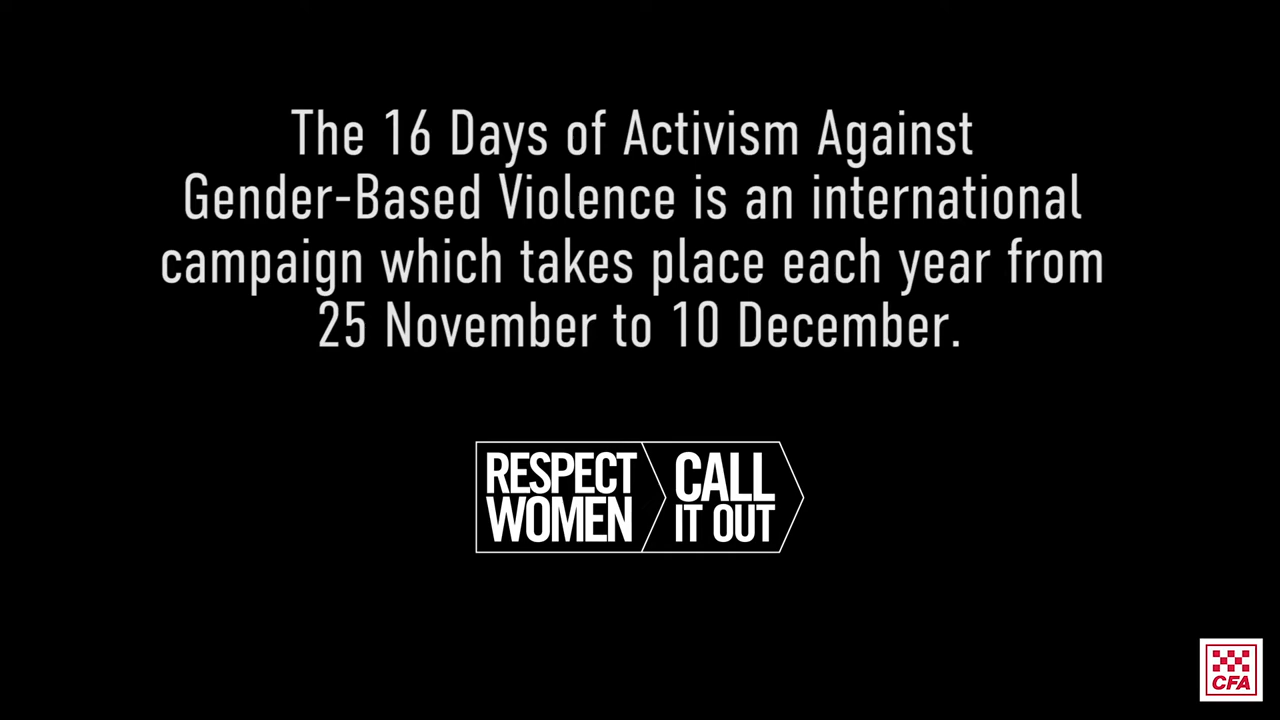 The 16 Days of Activism Against
Gender-Based Violence is an international
campaign which takes place each year from
25 November to 10 December.
RESPECT WOMEN
CALL IT OUT
CFA